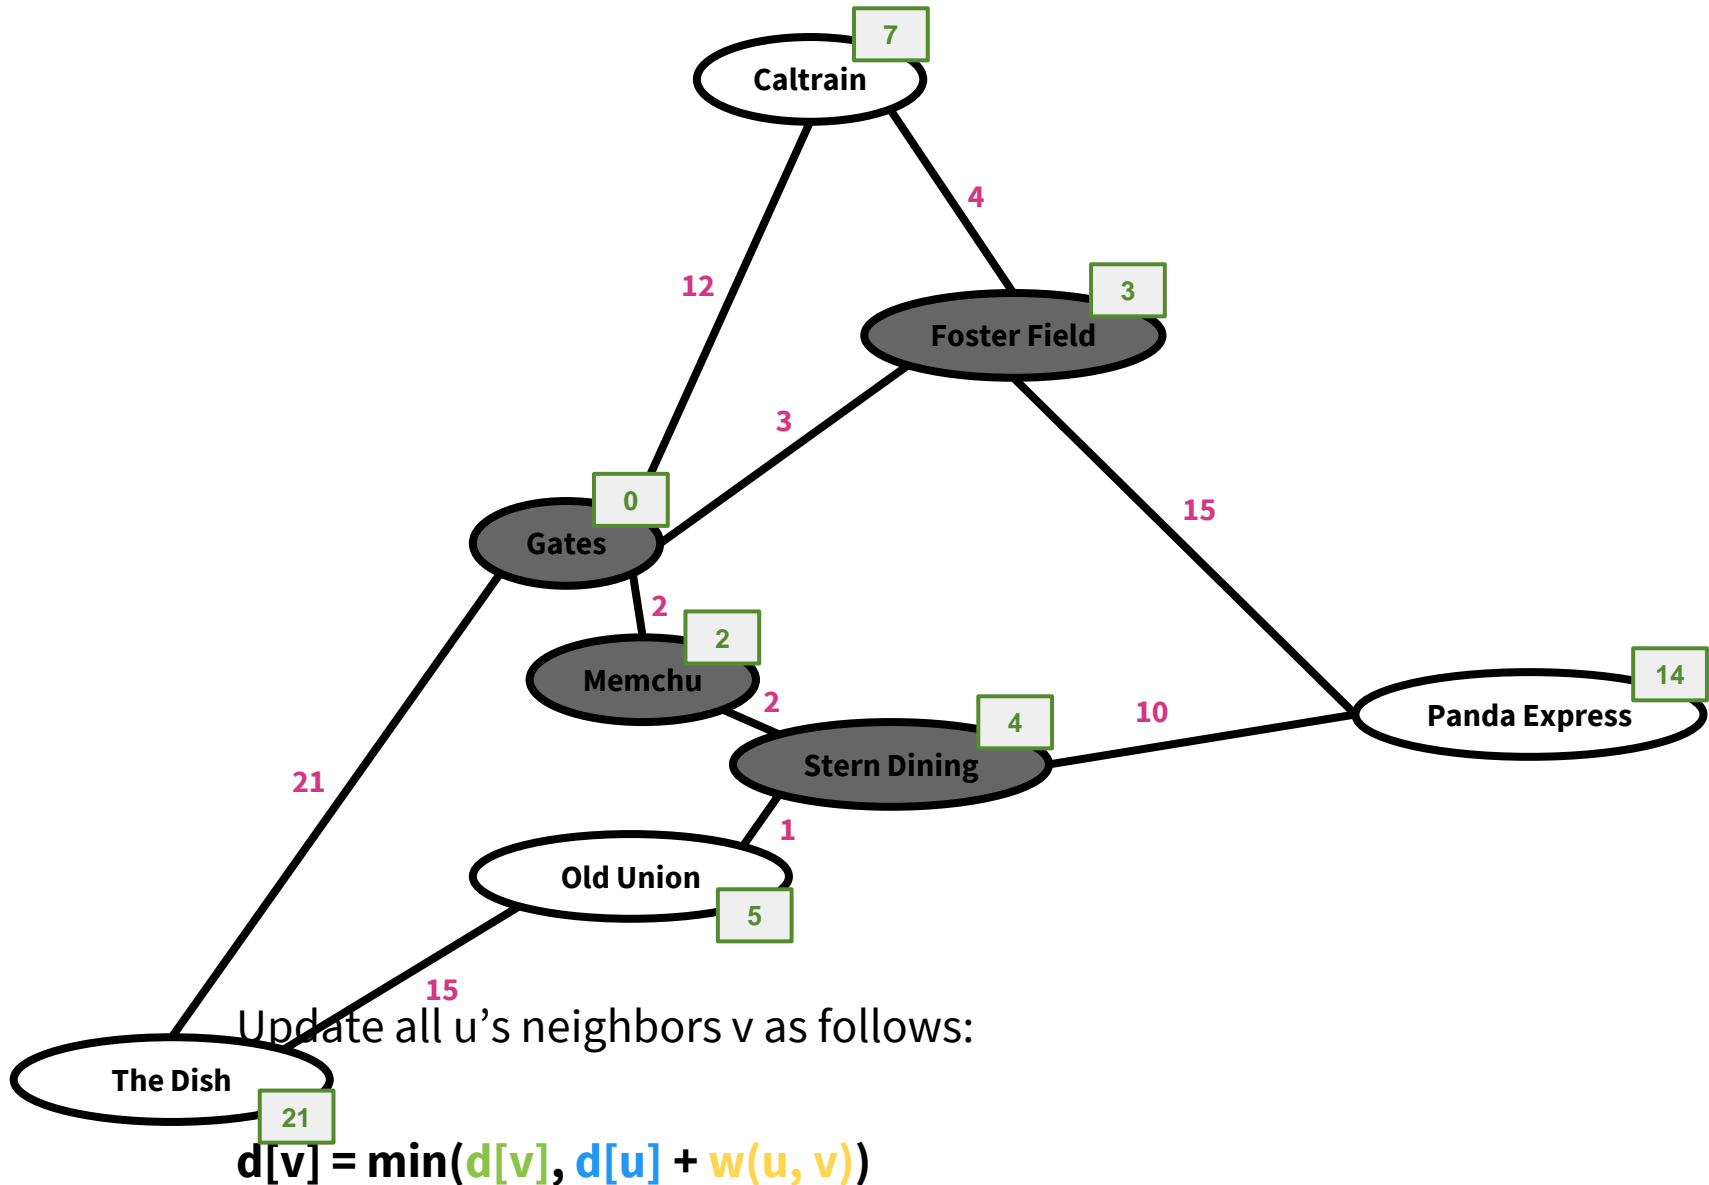 7
Caltrain
4
12
3
Foster Field
3
0
15
Gates
2
2
Memchu
14
2
10
Panda Express
4
Stern Dining
21
1
Old Union
5
15
Update all u’s neighbors v as follows:
The Dish
21
d[v] = min(d[v], d[u] + w(u, v))